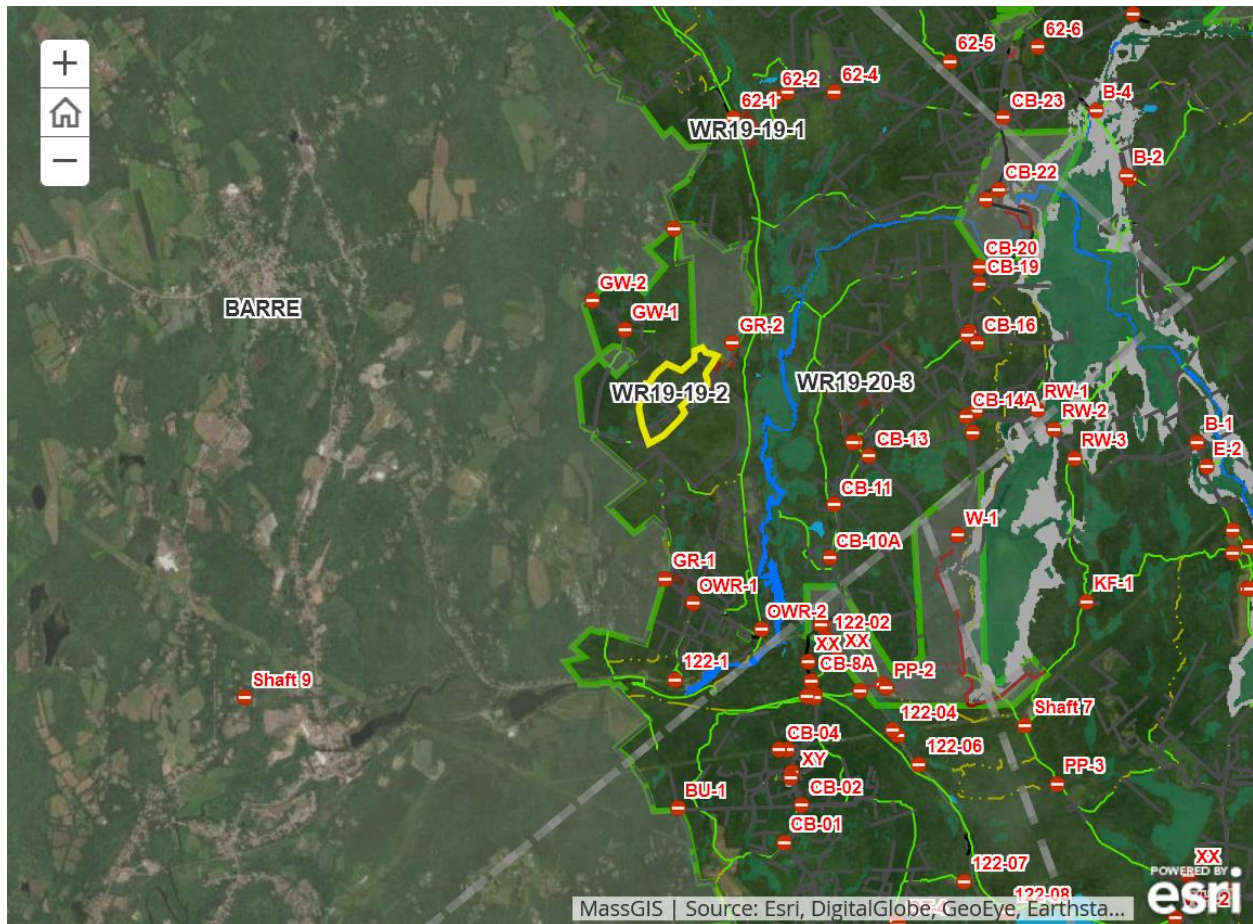 62-5
62-6
62-2
62-4
62-1
CB-23
B-4
WR19-19-1
B-2
CB-22
CB-20
CB-19
GW-2
BARRE
GW-1
GR-2
CB-16
WR19-19-2
WR19-20-3
CB-14A
RW-1
RW-2
B-1
CB-13
RW-3
E-2
CB-11
W-1
CB-10A
GR-1
OWR-1
KF-1
OWR-2
122-02
XX
XX
122-1
CB-8A
PP-2
Shaft 9
122-04
Shaft 7
CB-04
122-06
XY
PP-3
CB-02
BU-1
CB-01
XX
122-07
POWERED BY
esri
122-08
MassGIS | Source: Esri, DigitalGlobe, GeoEye, Earthsta...